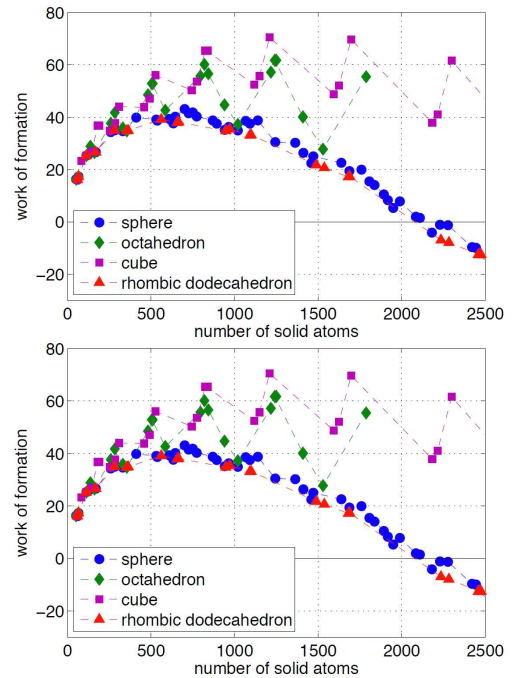 80
60
40
20
0
−20
work of formation
sphere
octahedron
cube
rhombic dodecahedron
0 500 1000 1500 2000 2500
number of solid atoms
80
60
40
20
0
−20
work of formation
sphere
octahedron
cube
rhombic dodecahedron
0 500 1000 1500 2000 2500
number of solid atoms